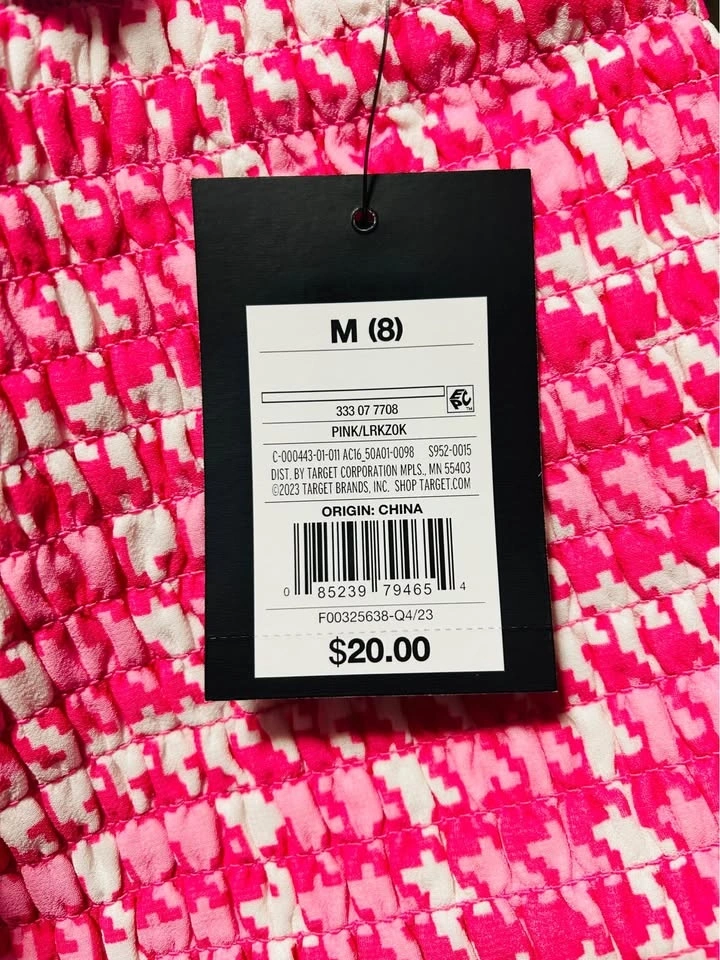 M (8)
EPC TM
333 07 7708
PINK/LRKZ0K
C-000443-01-011 AC16_50A01-0098 S952-0015
DIST. BY TARGET CORPORATION MPLS., MN 55403
©2023 TARGET BRANDS, INC. SHOP TARGET.COM
ORIGIN: CHINA
0 85239 79465 4
F00325638-Q4/23
$20.00